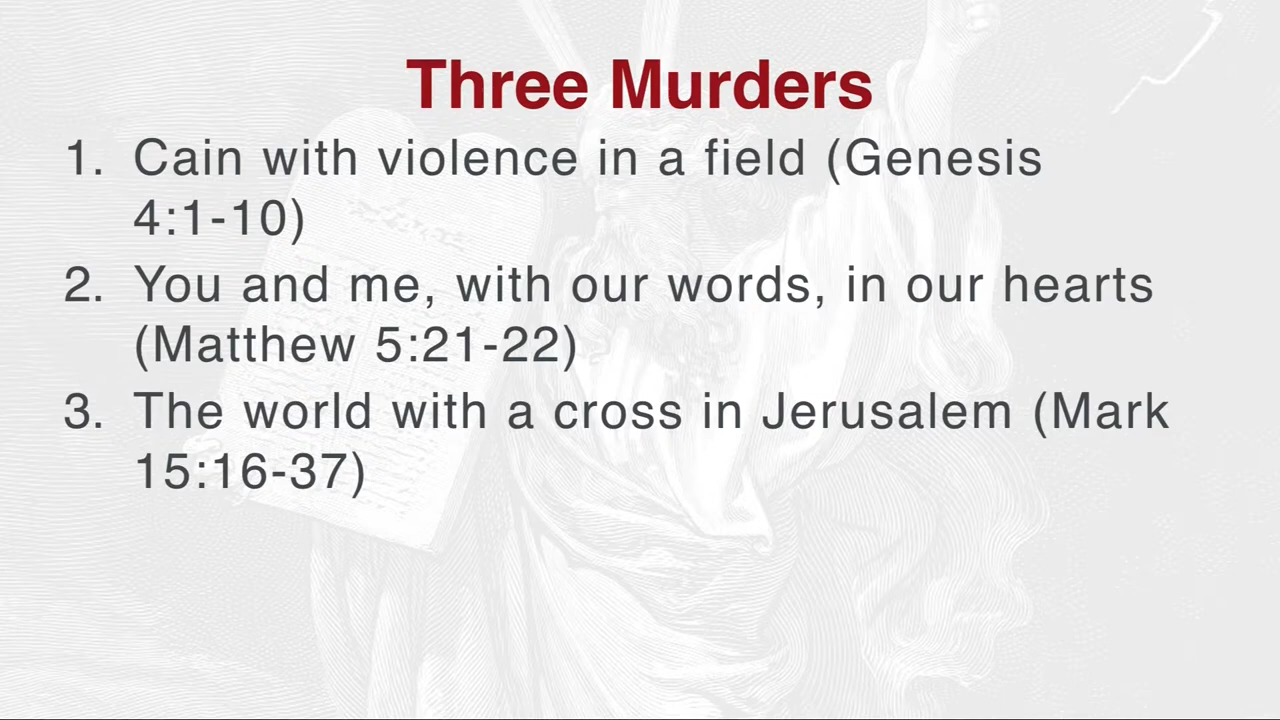 Three Murders
1. Cain with violence in a field (Genesis
4:1-10)
2. You and me, with our words, in our hearts
(Matthew 5:21-22)
3. The world with a cross in Jerusalem (Mark
15:16-37)